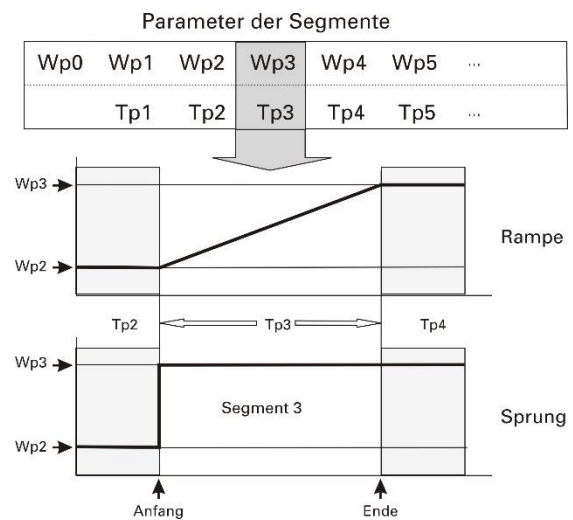 Parameter der Segmente
Wp0 Wp1 Wp2 Wp3 Wp4 Wp5 ...
Tp1 Tp2 Tp3 Tp4 Tp5 ...
Wp3
Rampe
Wp2
Tp2 Tp3 Tp4
Wp3
Segment 3
Sprung
Wp2
Anfang Ende